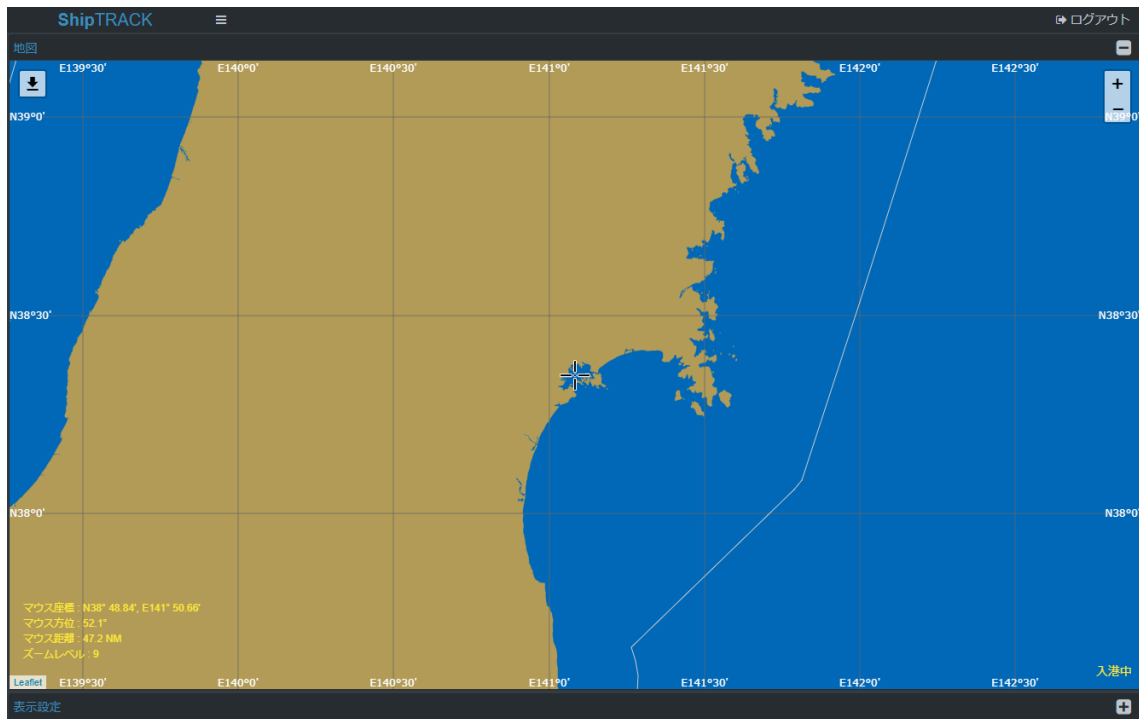 ShipTRACK ログアウト
地図
E139°30' E140°0' E140°30' E141°0' E141°30' E142°0' E142°30'
+
−
N39°0' N39°0'
N38°30' N38°30'
N38°0' N38°0'
マウス座標 : N38° 48.84', E141° 50.66'
マウス方位 : 52.1°
マウス距離 : 47.2 NM
ズームレベル : 9
入港中
Leaflet E139°30' E140°0' E140°30' E141°0' E141°30' E142°0' E142°30'
表示設定